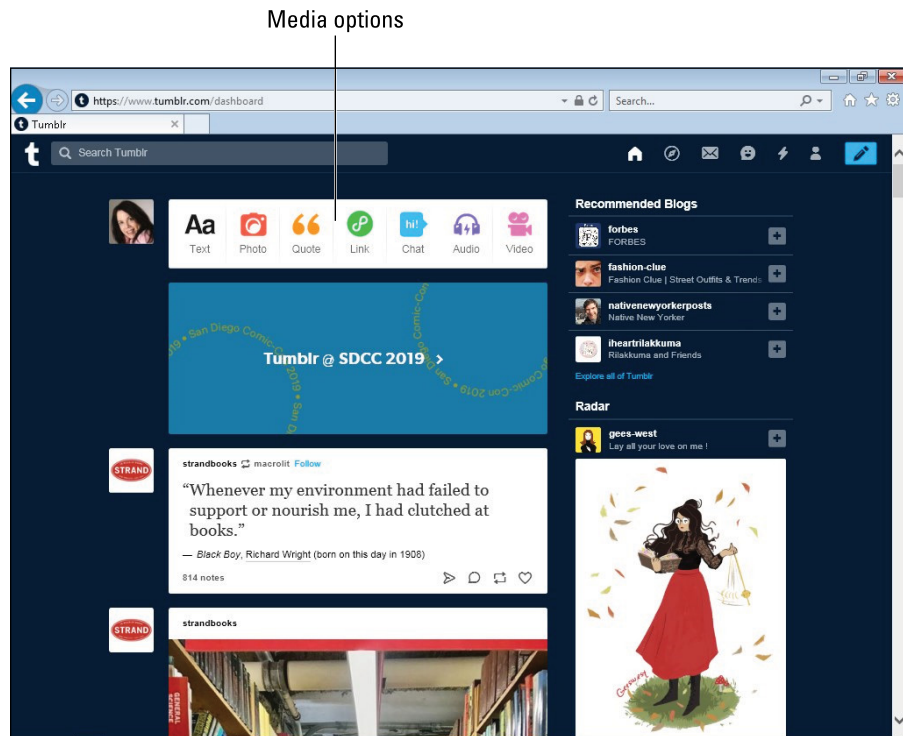 Media options
https://www.tumblr.com/dashboard
Search...
Tumblr
t
Search Tumblr
Aa
hi!
Text
Photo
Quote
Link
Chat
Audio
Video
San Diego Comic-Con
Tumblr @ SDCC 2019 >
strandbooks macrolit Follow
STRAND
“Whenever my environment had failed to
support or nourish me, I had clutched at
books.”
— Black Boy, Richard Wright (born on this day in 1908)
814 notes
strandbooks
STRAND
GENERAL
SCIENCE
Recommended Blogs
forbes
FORBES
fashion-clue
Fashion Clue | Street Outfits & Trends
nativenewyorkerposts
Native New Yorker
iheartrilakkuma
Rilakkuma and Friends
Explore all of Tumblr
Radar
gees-west
Lay all your love on me !